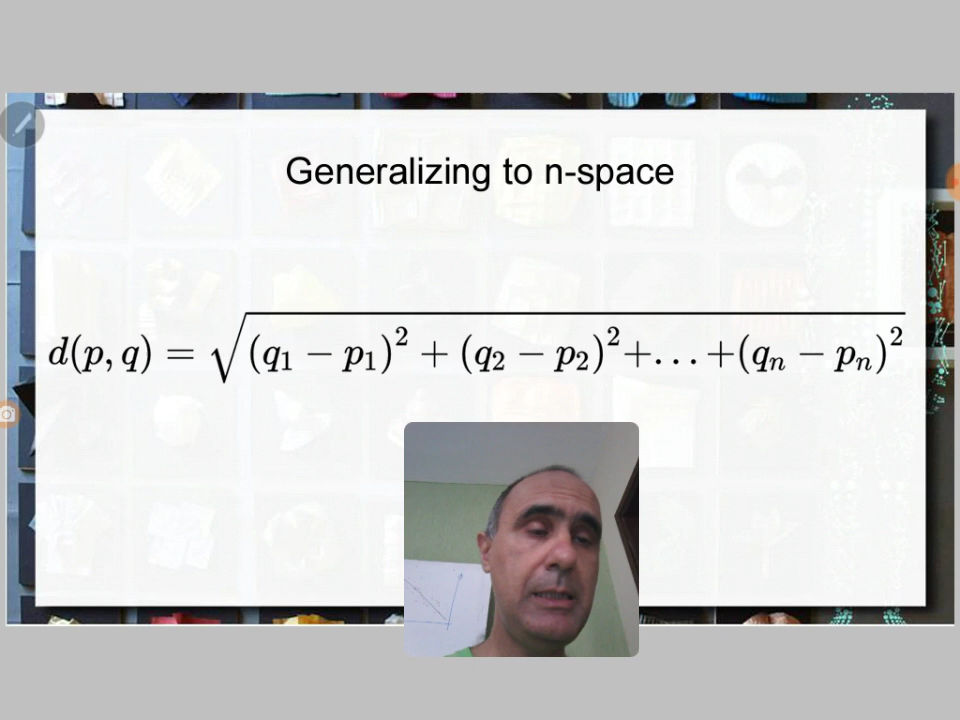 Generalizing to n-space
d(p, q) = √(q₁ − p₁)² + (q₂ − p₂)²+...+(qₙ − pₙ)²